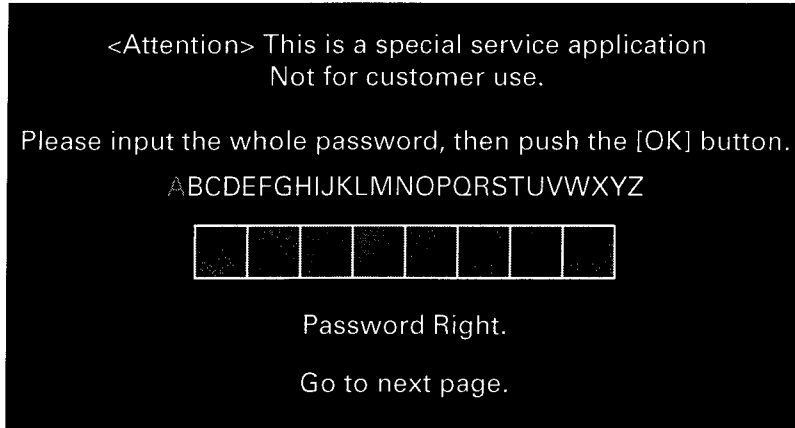 <Attention> This is a special service application
Not for customer use.
Please input the whole password, then push the [OK] button.
ABCDEFGHIJKLMNOPQRSTUVWXYZ
Password Right.
Go to next page.